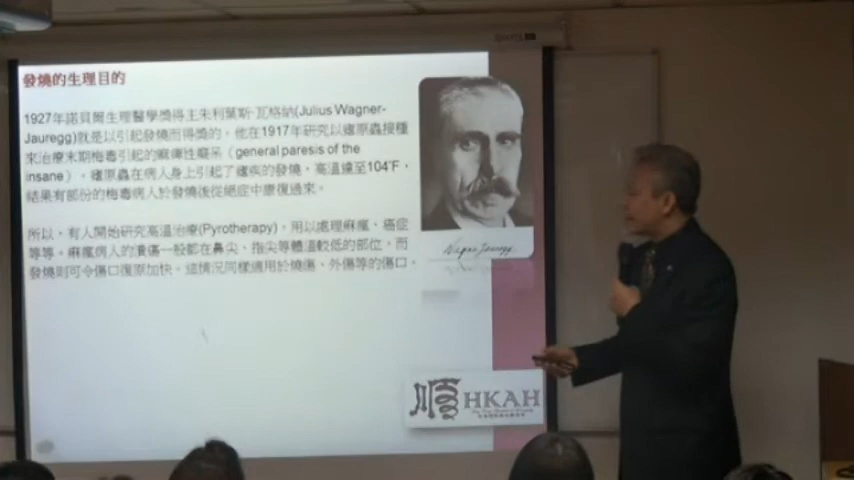 發燒的生理目的
1927年諾貝爾生理醫學獎得主朱利葉斯·瓦格納(Julius Wagner-
Jauregg)就是以引起發燒而得獎的。他在1917年研究以瘧原蟲接種
來治療末期梅毒引起的麻痺性癡呆（general paresis of the
insane）。瘧原蟲在病人身上引起了瘧疾的發燒，高溫達至104°F，
結果有部份的梅毒病人於發燒後從絕症中康復過來。
所以，有人開始研究高溫治療(Pyrotherapy)，用以處理麻瘋、癌症
等等。麻瘋病人的潰傷一般都在鼻尖、指尖等體溫較低的部位，而
發燒則可令傷口復原加快。這情況同樣適用於燒傷、外傷等的傷口。
Wagner Jauregg
HKAH